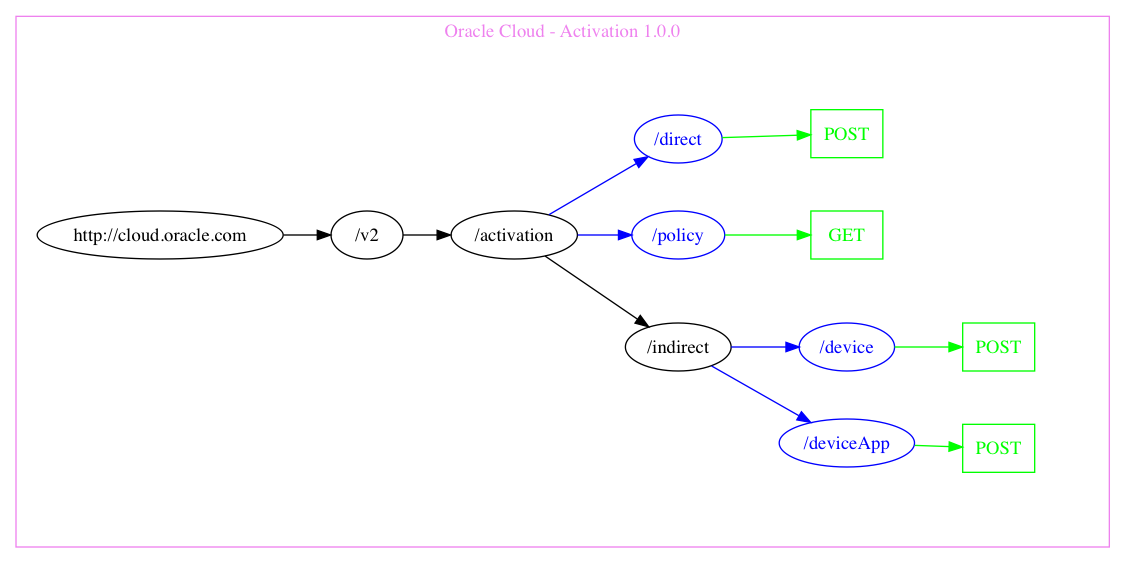 Oracle Cloud - Activation 1.0.0
/direct
POST
http://cloud.oracle.com
/v2
/activation
/policy
GET
/indirect
/device
POST
/deviceApp
POST